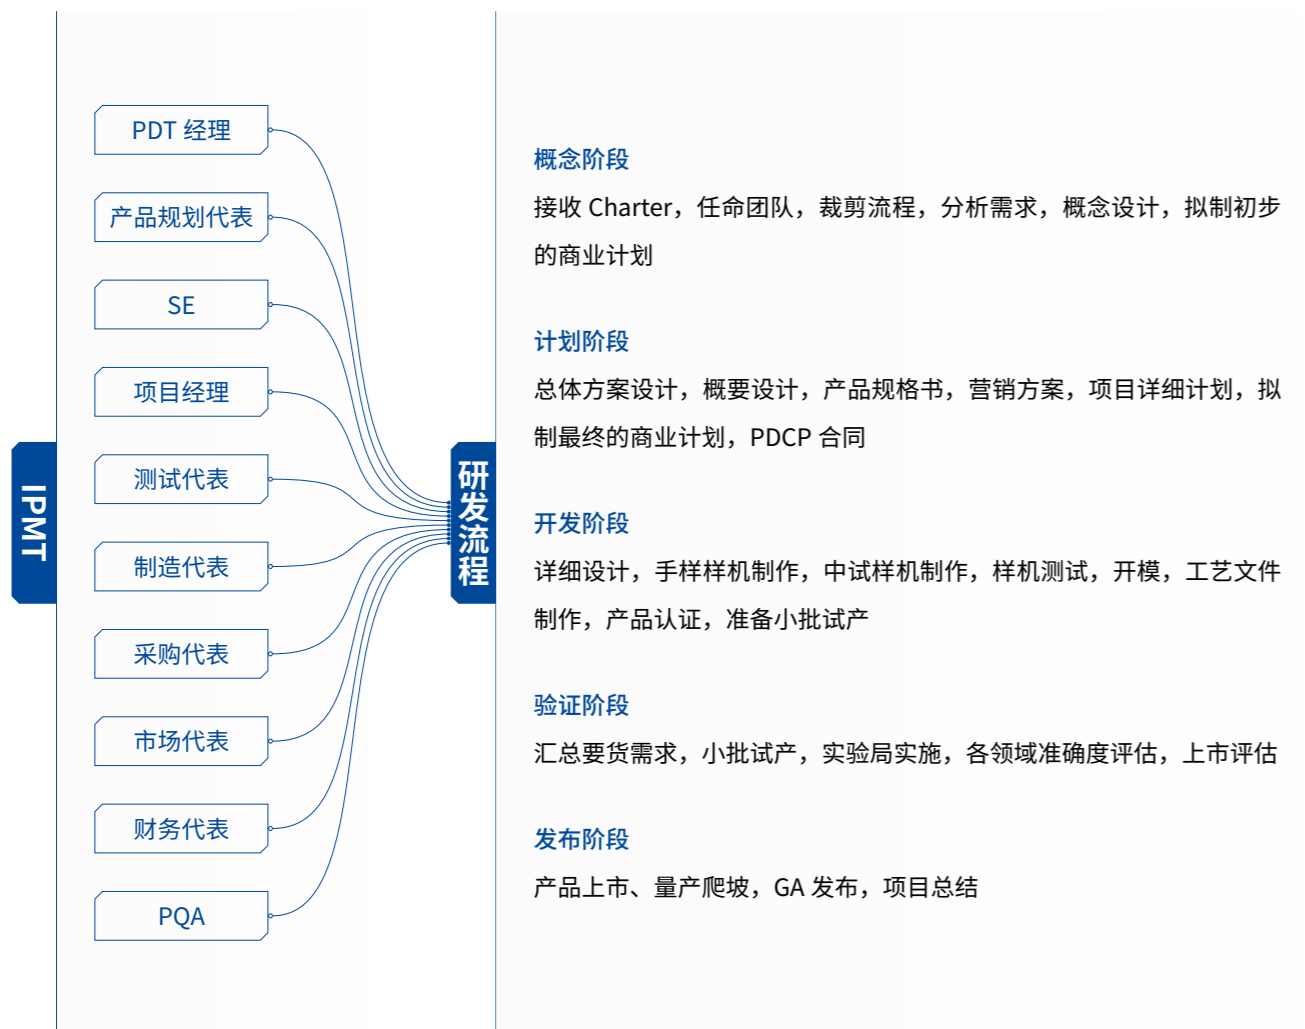 IPMT
PDT 经理
产品规划代表
SE
项目经理
测试代表
制造代表
采购代表
市场代表
财务代表
PQA
研发流程
概念阶段
接收 Charter，任命团队，裁剪流程，分析需求，概念设计，拟制初步
的商业计划
计划阶段
总体方案设计，概要设计，产品规格书，营销方案，项目详细计划，拟
制最终的商业计划，PDCP 合同
开发阶段
详细设计，手样样机制作，中试样机制作，样机测试，开模，工艺文件
制作，产品认证，准备小批试产
验证阶段
汇总要货需求，小批试产，实验局实施，各领域准确度评估，上市评估
发布阶段
产品上市、量产爬坡，GA 发布，项目总结